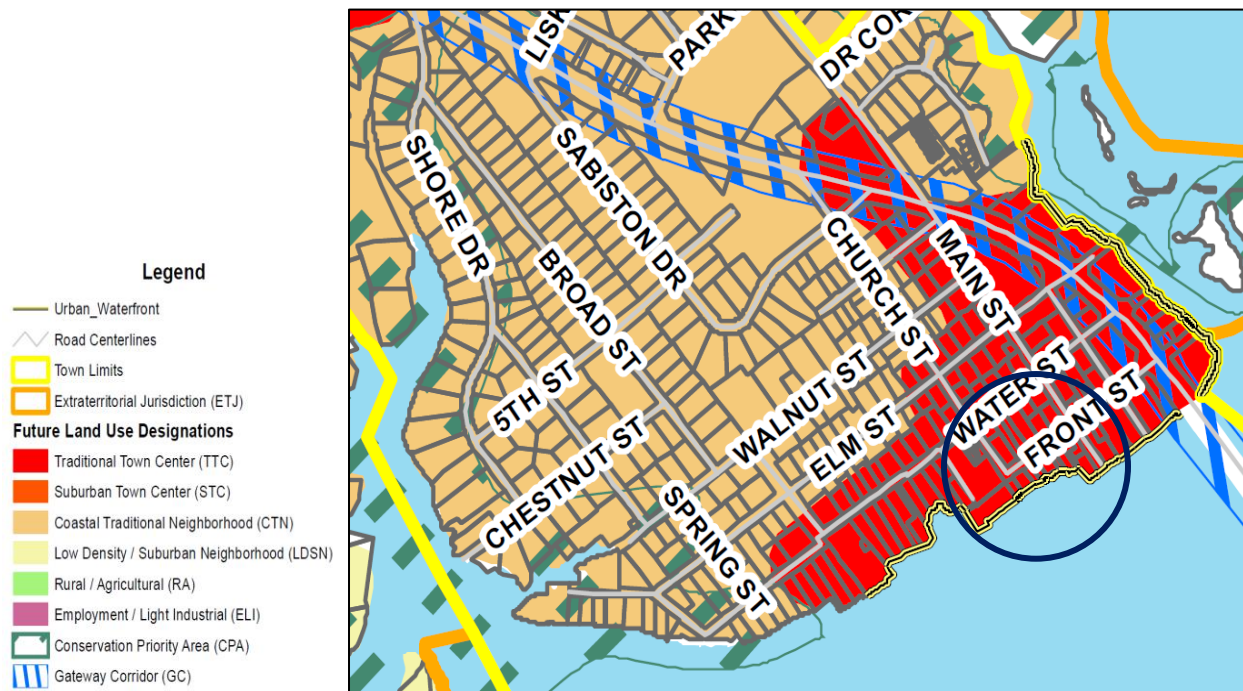 Legend
Urban_Waterfront
Road Centerlines
Town Limits
Extraterritorial Jurisdiction (ETJ)
Future Land Use Designations
Traditional Town Center (TTC)
Suburban Town Center (STC)
Coastal Traditional Neighborhood (CTN)
Low Density / Suburban Neighborhood (LDSN)
Rural / Agricultural (RA)
Employment / Light Industrial (ELI)
Conservation Priority Area (CPA)
Gateway Corridor (GC)
LISK
PARK
DR COR
SHORE DR
SABISTON DR
BROAD ST
CHURCH ST
MAIN ST
5TH ST
CHESTNUT ST
WALNUT ST
ELM ST
WATER ST
FRONT ST
SPRING ST